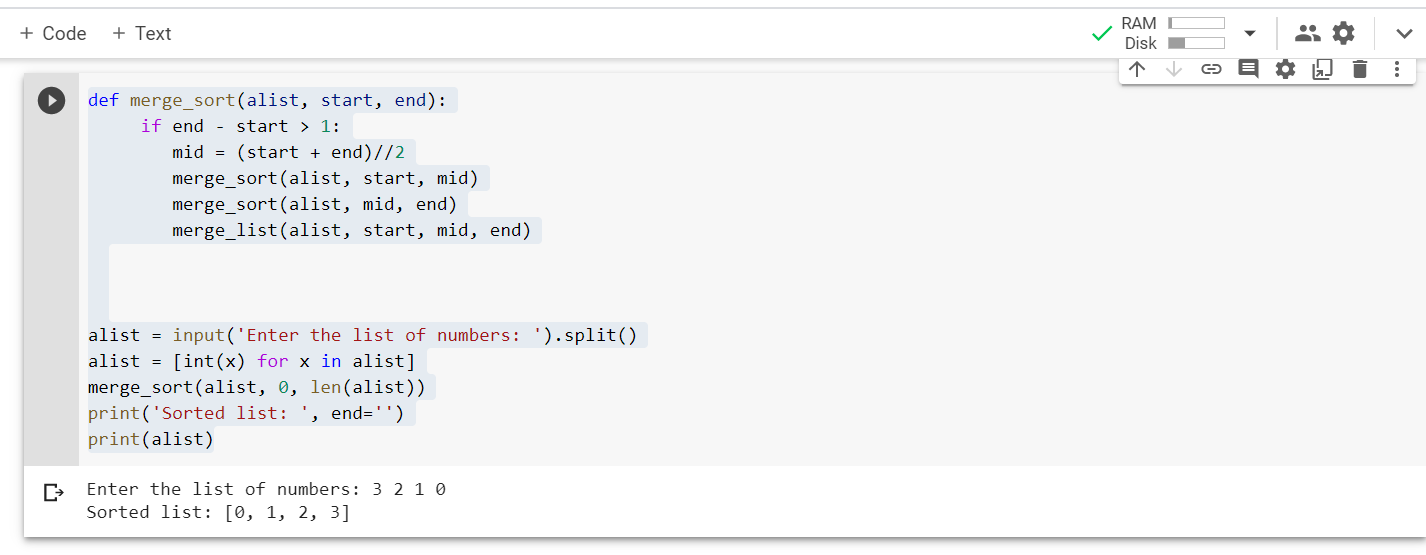 + Code + Text
RAM
Disk
def merge_sort(alist, start, end):
     if end - start > 1:
        mid = (start + end)//2
        merge_sort(alist, start, mid)
        merge_sort(alist, mid, end)
        merge_list(alist, start, mid, end)
alist = input('Enter the list of numbers: ').split()
alist = [int(x) for x in alist]
merge_sort(alist, 0, len(alist))
print('Sorted list: ', end='')
print(alist)
Enter the list of numbers: 3 2 1 0
Sorted list: [0, 1, 2, 3]